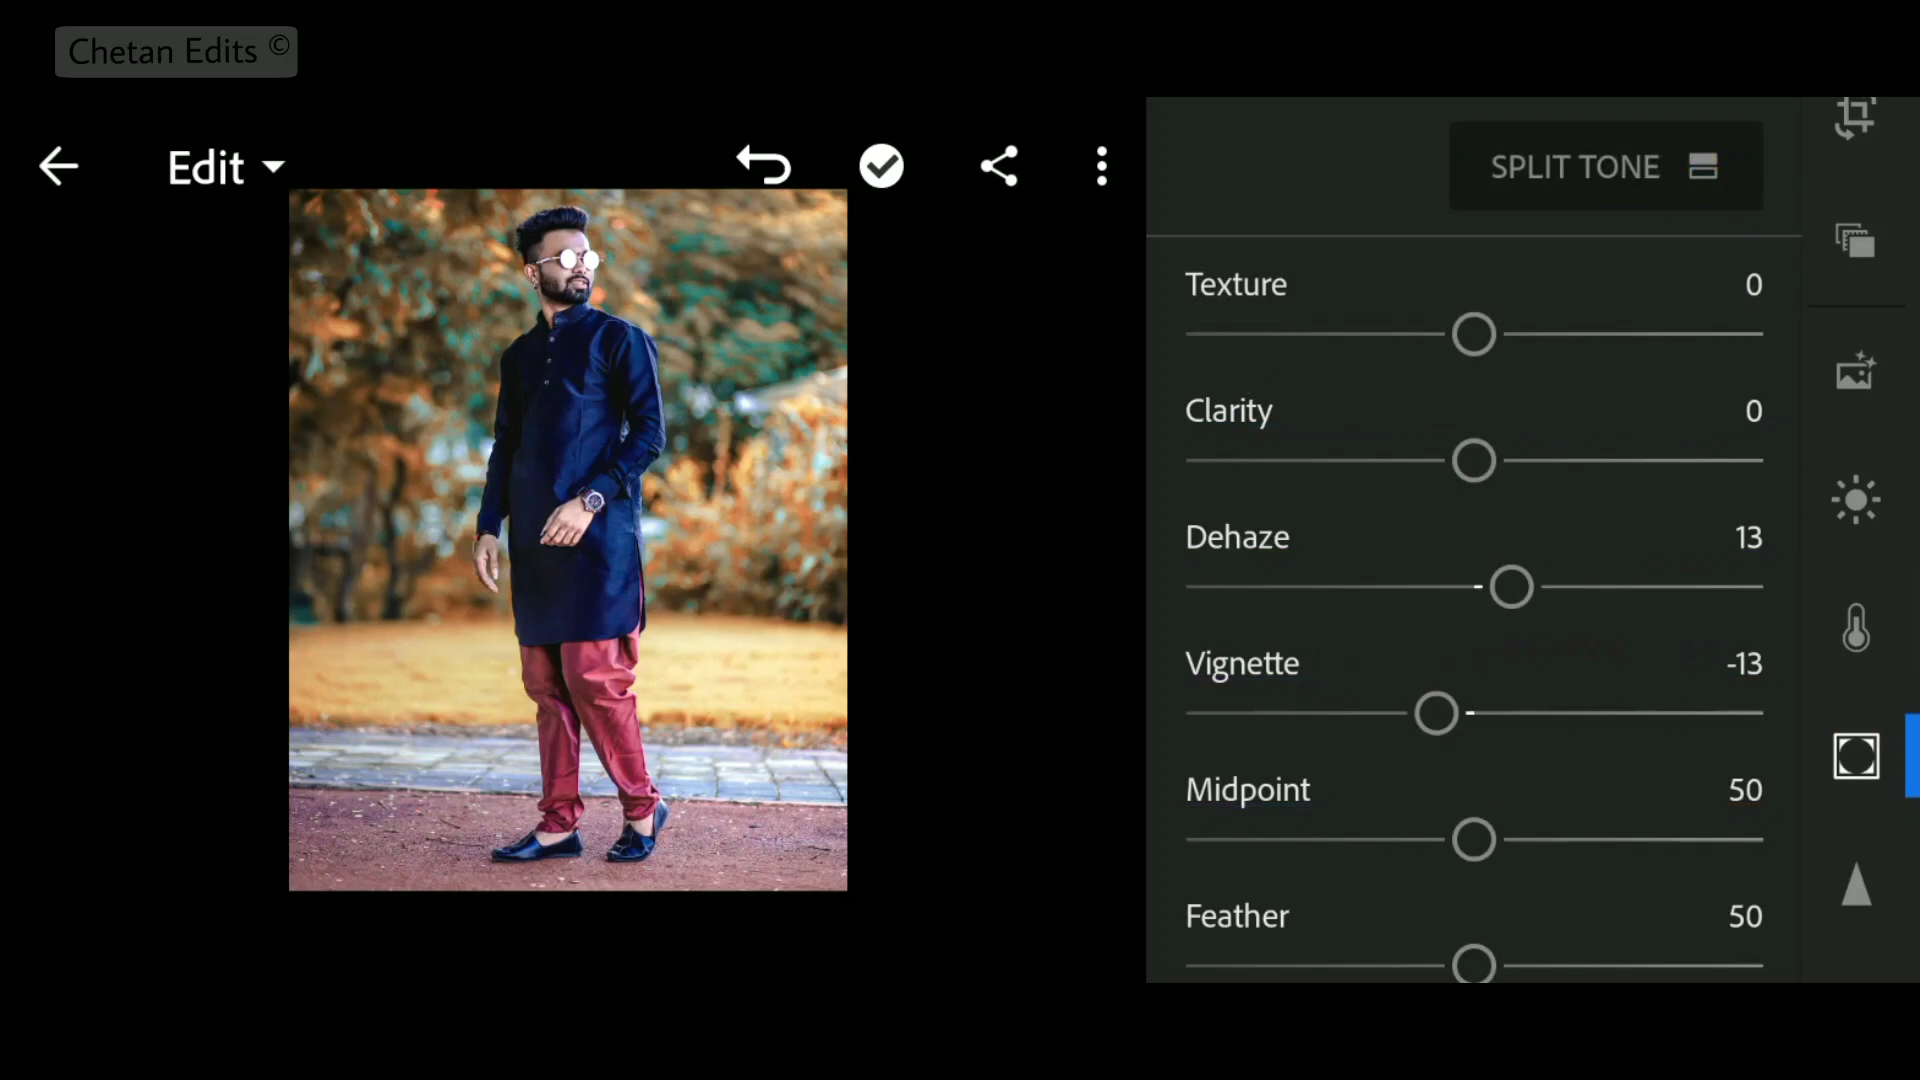 Chetan Edits ©
Edit
SPLIT TONE
Texture 0
Clarity 0
Dehaze 13
Vignette -13
Midpoint 50
Feather 50